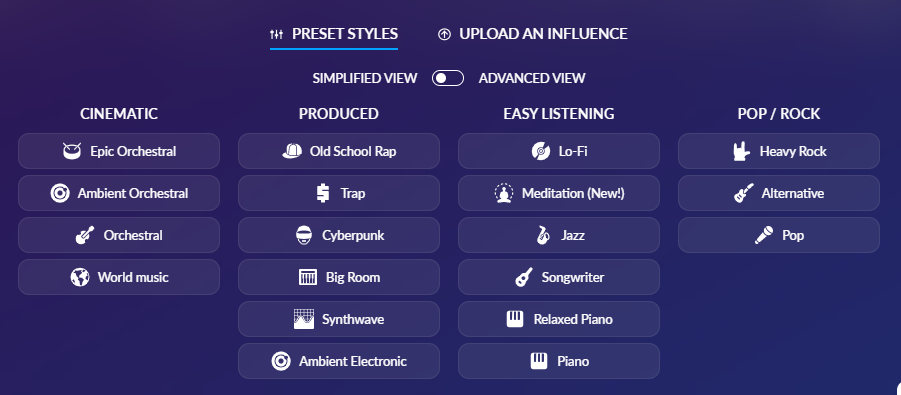 PRESET STYLES
UPLOAD AN INFLUENCE
SIMPLIFIED VIEW
ADVANCED VIEW
CINEMATIC
Epic Orchestral
Ambient Orchestral
Orchestral
World music
PRODUCED
Old School Rap
Trap
Cyberpunk
Big Room
Synthwave
Ambient Electronic
EASY LISTENING
Lo-Fi
Meditation (New!)
Jazz
Songwriter
Relaxed Piano
Piano
POP / ROCK
Heavy Rock
Alternative
Pop